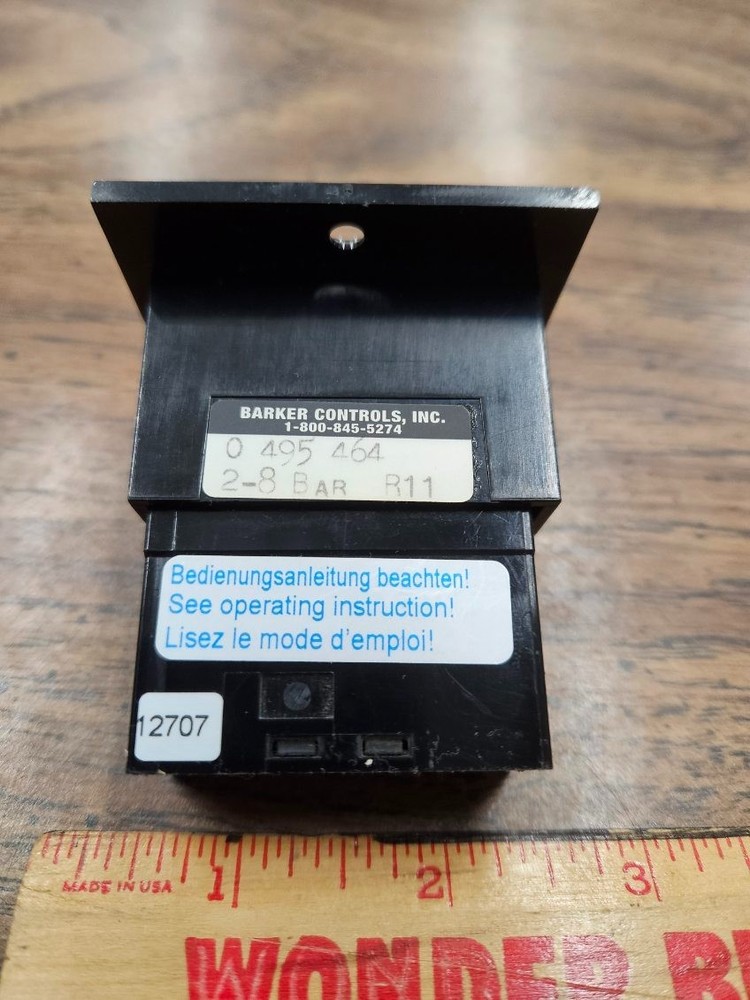 BARKER CONTROLS, INC.
1-800-845-5274
0 495 464
2-8 BAR R11
Bedienungsanleitung beachten!
See operating instruction!
Lisez le mode d'emploi!
12707
1 2 3
MADE IN USA
WONDER